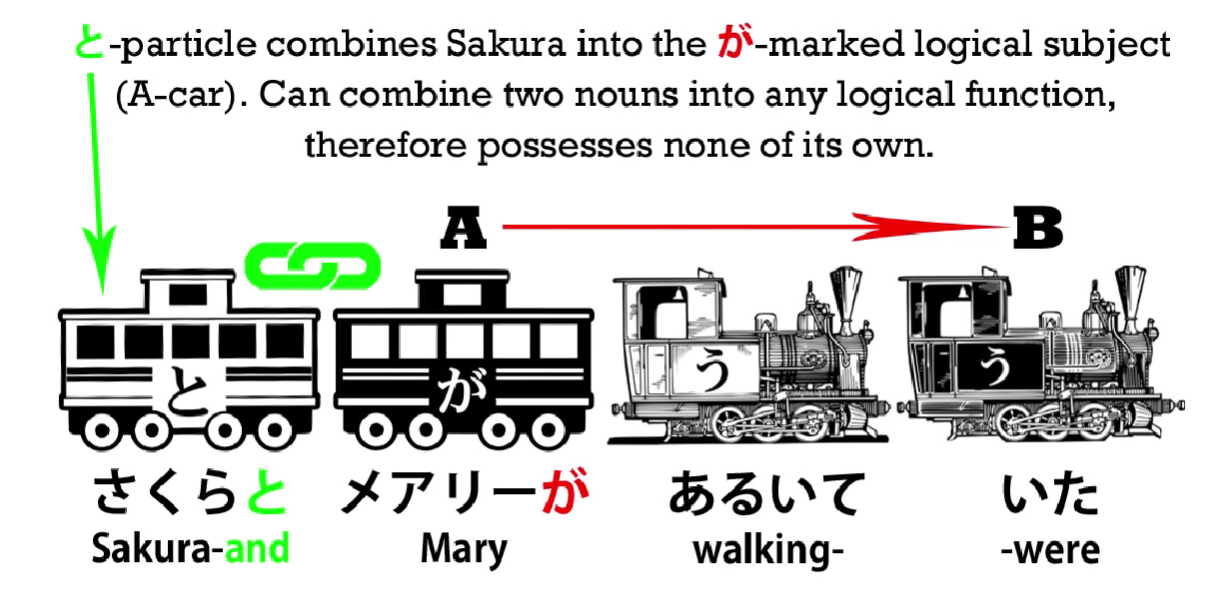 と-particle combines Sakura into the が-marked logical subject
(A-car). Can combine two nouns into any logical function,
therefore possesses none of its own.
A B
と が う う
さくらと メアリーが あるいて いた
Sakura-and Mary walking- -were